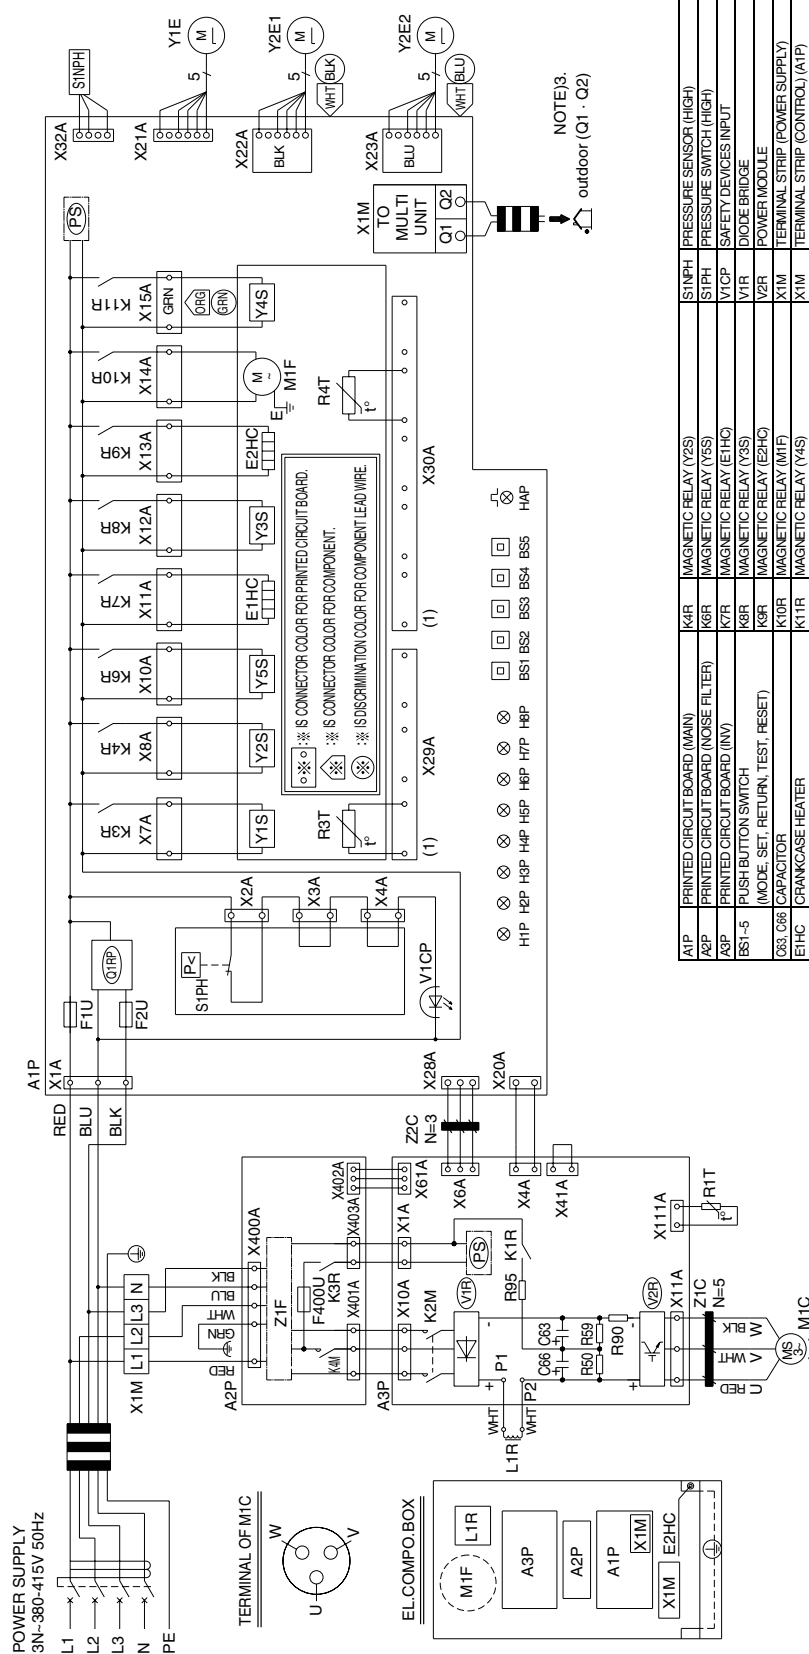 POWER SUPPLY
3N~380-415V 50Hz
L1
L2
L3
N
PE
X1M
L1 L2 L3 N
RED
BLU
BLK
A1P
X1A
F1U
F2U
Q1RP
K3R
X7A
Y1S
K4R
X8A
Y2S
K6R
X10A
Y5S
K7R
X11A
E1HC
K8R
X12A
Y3S
K9R
X13A
E2HC
K10R
X14A
M
~
M1F
E
K11R
X15A
GRN
ORG
GRN
Y4S
PS
X32A
S1NPH
X21A
5
M
Y1E
X22A
BLK
5
WHT
BLK
M
Y2E1
X23A
BLU
5
WHT
BLU
M
Y2E2
X1M
TO
MULTI
UNIT
Q1 Q2
NOTE)3.
outdoor (Q1 · Q2)
:※ IS CONNECTOR COLOR FOR PRINTED CIRCUIT BOARD.
:※ IS CONNECTOR COLOR FOR COMPONENT.
:※ IS DISCRIMINATION COLOR FOR COMPONENT LEAD WIRE.
R3T
t°
(1)
X29A
R4T
t°
(1)
X30A
X2A
X3A
X4A
P<
S1PH
V1CP
H1P H2P H3P H4P H5P H6P H7P H8P
BS1 BS2 BS3 BS4 BS5
HAP
X28A
X20A
Z2C
N=3
A2P
X400A
RED
GRN
WHT
BLU
BLK
Z1F
F400U
K3R
K4M
X401A
X403A
X402A
A3P
X10A
X1A
X61A
X6A
X4A
X41A
K2M
V1R
PS
K1R
R95
WHT
P1
L1R
WHT
P2
+
-
C66
C63
R50
R59
R90
V2R
X11A
X111A
R1T
t°
Z1C
N=5
RED
WHT
BLK
U
V
W
MS
3~
M1C
TERMINAL OF M1C
U
V
W
EL.COMPO.BOX
M1F
L1R
A3P
A2P
A1P
X1M
X1M
E2HC
A1P PRINTED CIRCUIT BOARD (MAIN) K4R MAGNETIC RELAY (Y2S) S1NPH PRESSURE SENSOR (HIGH)
A2P PRINTED CIRCUIT BOARD (NOISE FILTER) K6R MAGNETIC RELAY (Y5S) S1PH PRESSURE SWITCH (HIGH)
A3P PRINTED CIRCUIT BOARD (INV) K7R MAGNETIC RELAY (E1HC) V1CP SAFETY DEVICES INPUT
BS1~5 PUSH BUTTON SWITCH K8R MAGNETIC RELAY (Y3S) V1R DIODE BRIDGE
(MODE, SET, RETURN, TEST, RESET) K9R MAGNETIC RELAY (E2HC) V2R POWER MODULE
C63, C66 CAPACITOR K10R MAGNETIC RELAY (M1F) X1M TERMINAL STRIP (POWER SUPPLY)
E1HC CRANKCASE HEATER K11R MAGNETIC RELAY (Y4S) X1M TERMINAL STRIP (CONTROL) (A1P)